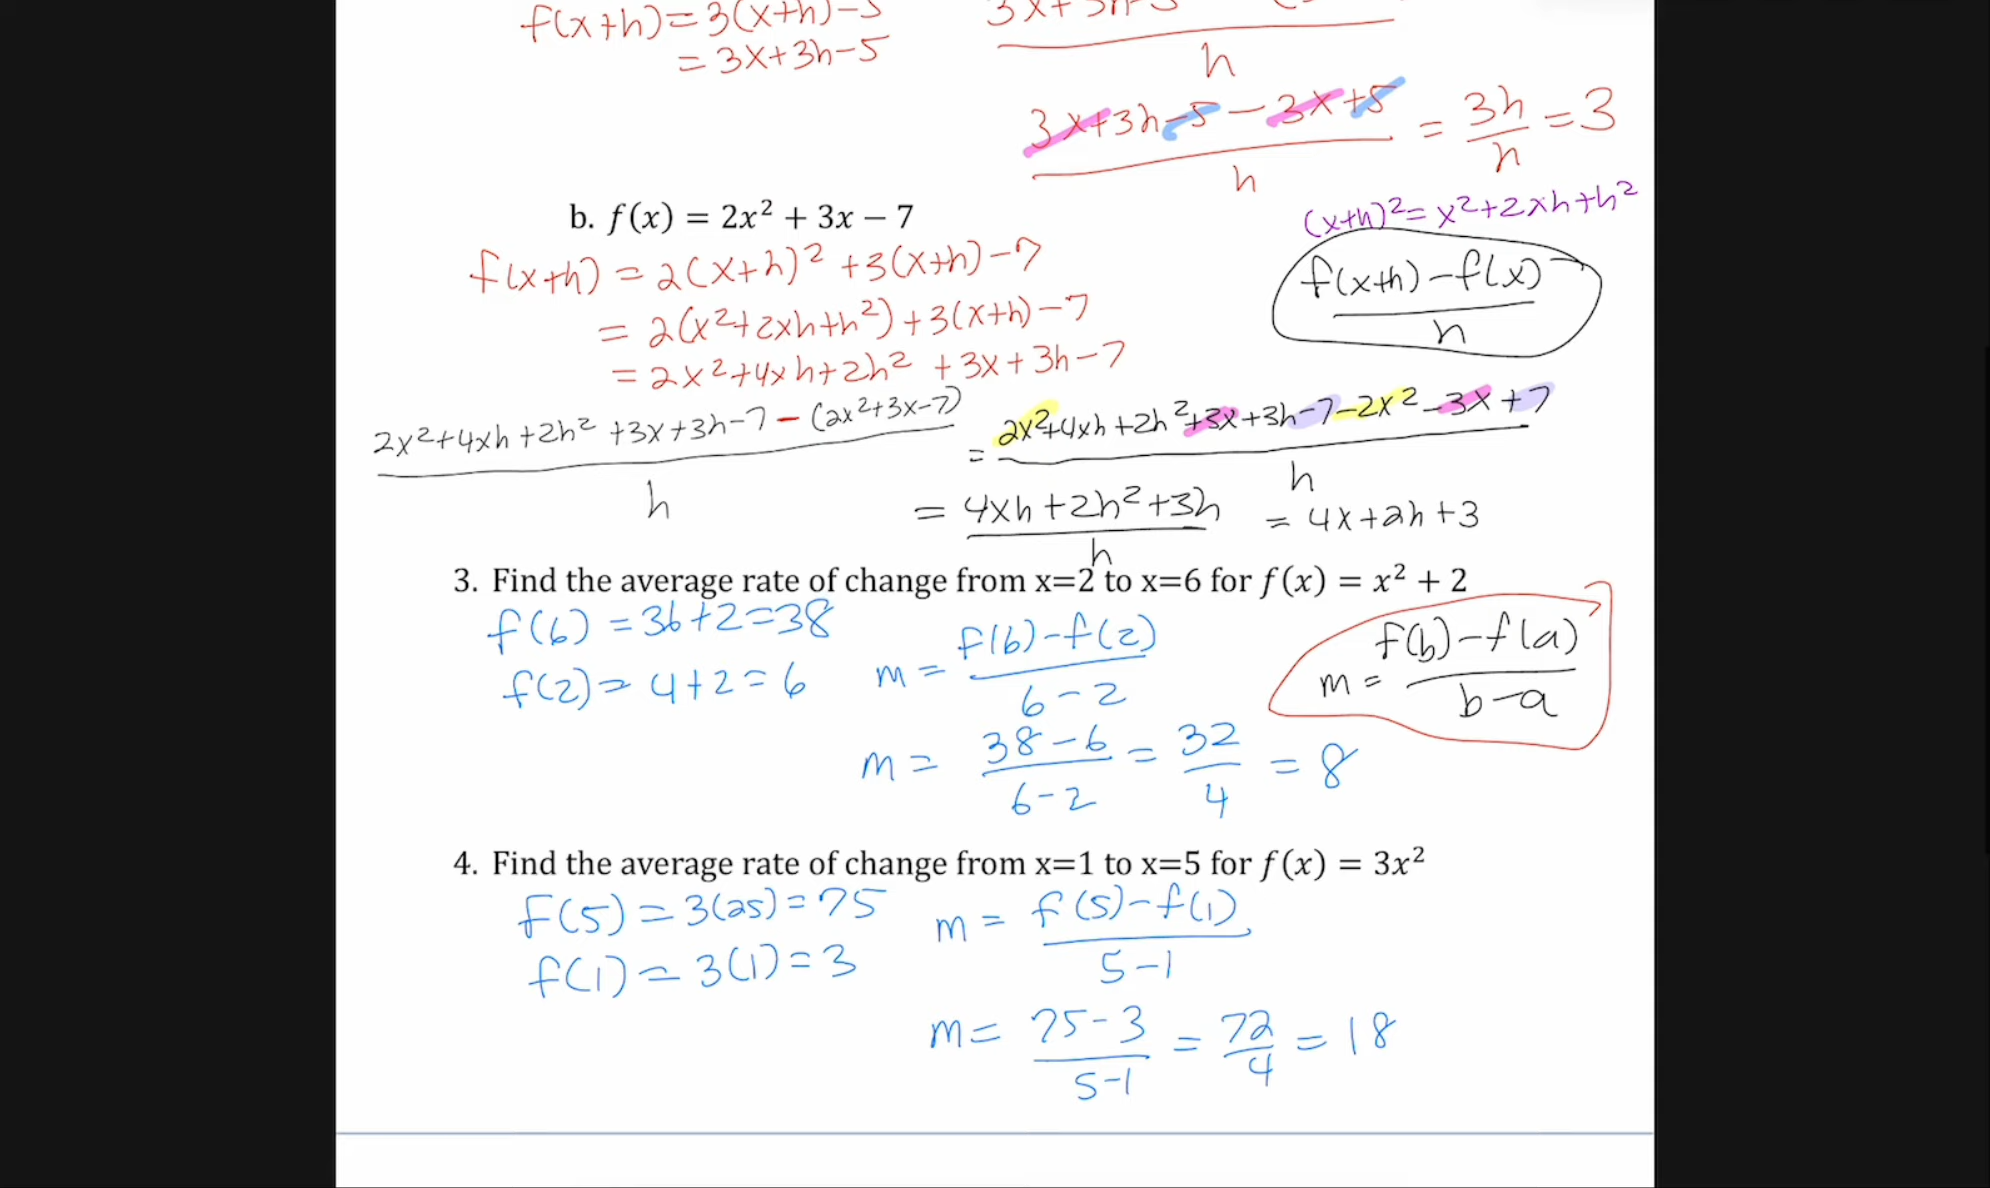 f(x+h) = 3(x+h)-5
= 3x+3h-5
h
3x+3h-5-3x+5
h
= 3h
h
= 3
b. f(x) = 2x² + 3x − 7
(x+h)² = x²+2xh+h²
f(x+h) = 2(x+h)² +3(x+h)-7
f(x+h)-f(x)
h
= 2(x²+2xh+h²)+3(x+h)-7
= 2x²+4xh+2h² +3x+3h-7
2x²+4xh+2h² +3x+3h-7 - (2x²+3x-7)
h
= 2x²+4xh+2h²+3x+3h-7-2x²-3x+7
h
= 4xh+2h²+3h
h
= 4x+2h+3
3. Find the average rate of change from x=2 to x=6 for f(x) = x² + 2
f(6) = 36+2=38
f(2) = 4+2=6
m = f(6)-f(2)
6-2
m = f(b)-f(a)
b-a
m = 38-6
6-2
= 32
4
= 8
4. Find the average rate of change from x=1 to x=5 for f(x) = 3x²
f(5) = 3(25)=75
f(1) = 3(1)=3
m = f(5)-f(1)
5-1
m = 75-3
5-1
= 72
4
= 18